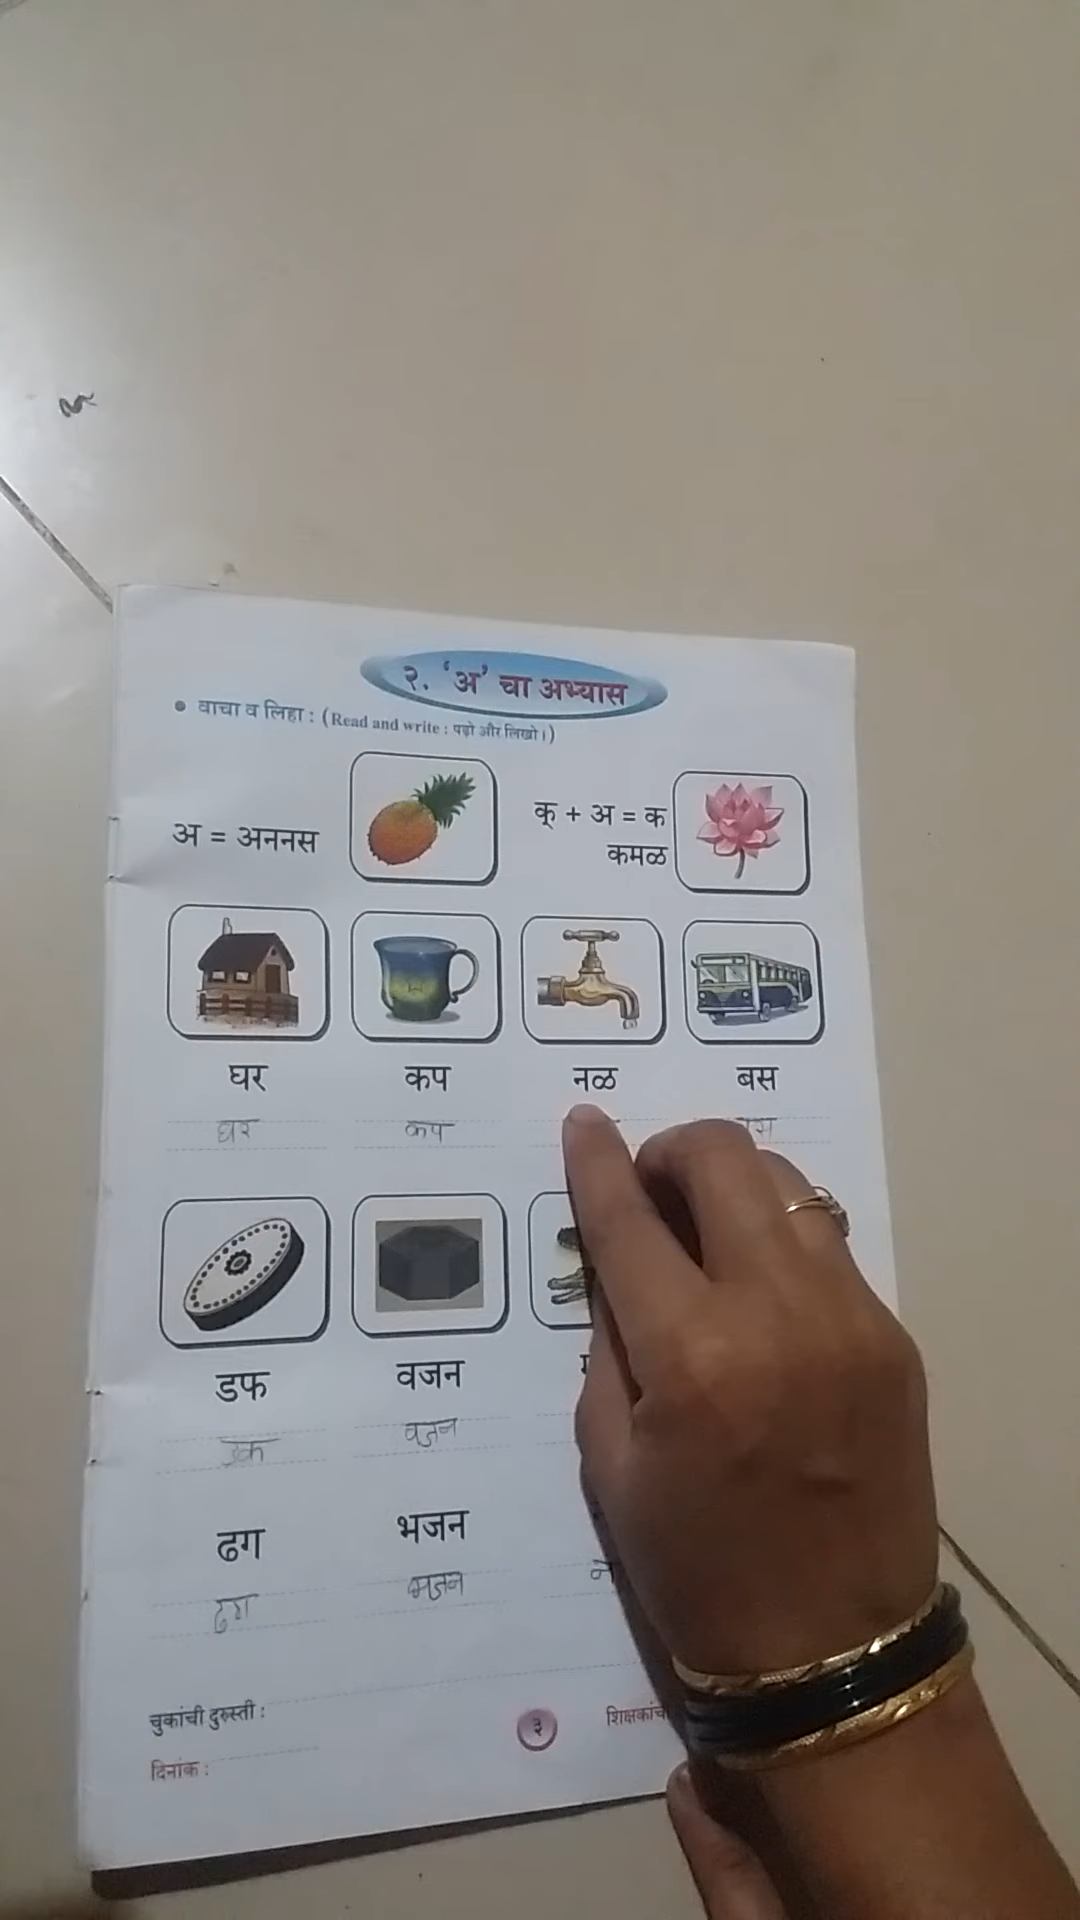 २. ‘अ’ चा अभ्यास
• वाचा व लिहा : (Read and write : पढ़ो और लिखो।)
अ = अननस
क् + अ = क
कमळ
घर कप नळ बस
घर कप
डफ वजन
डफ वजन
ढग भजन
ढग भजन
चुकांची दुरुस्ती :
३
दिनांक :